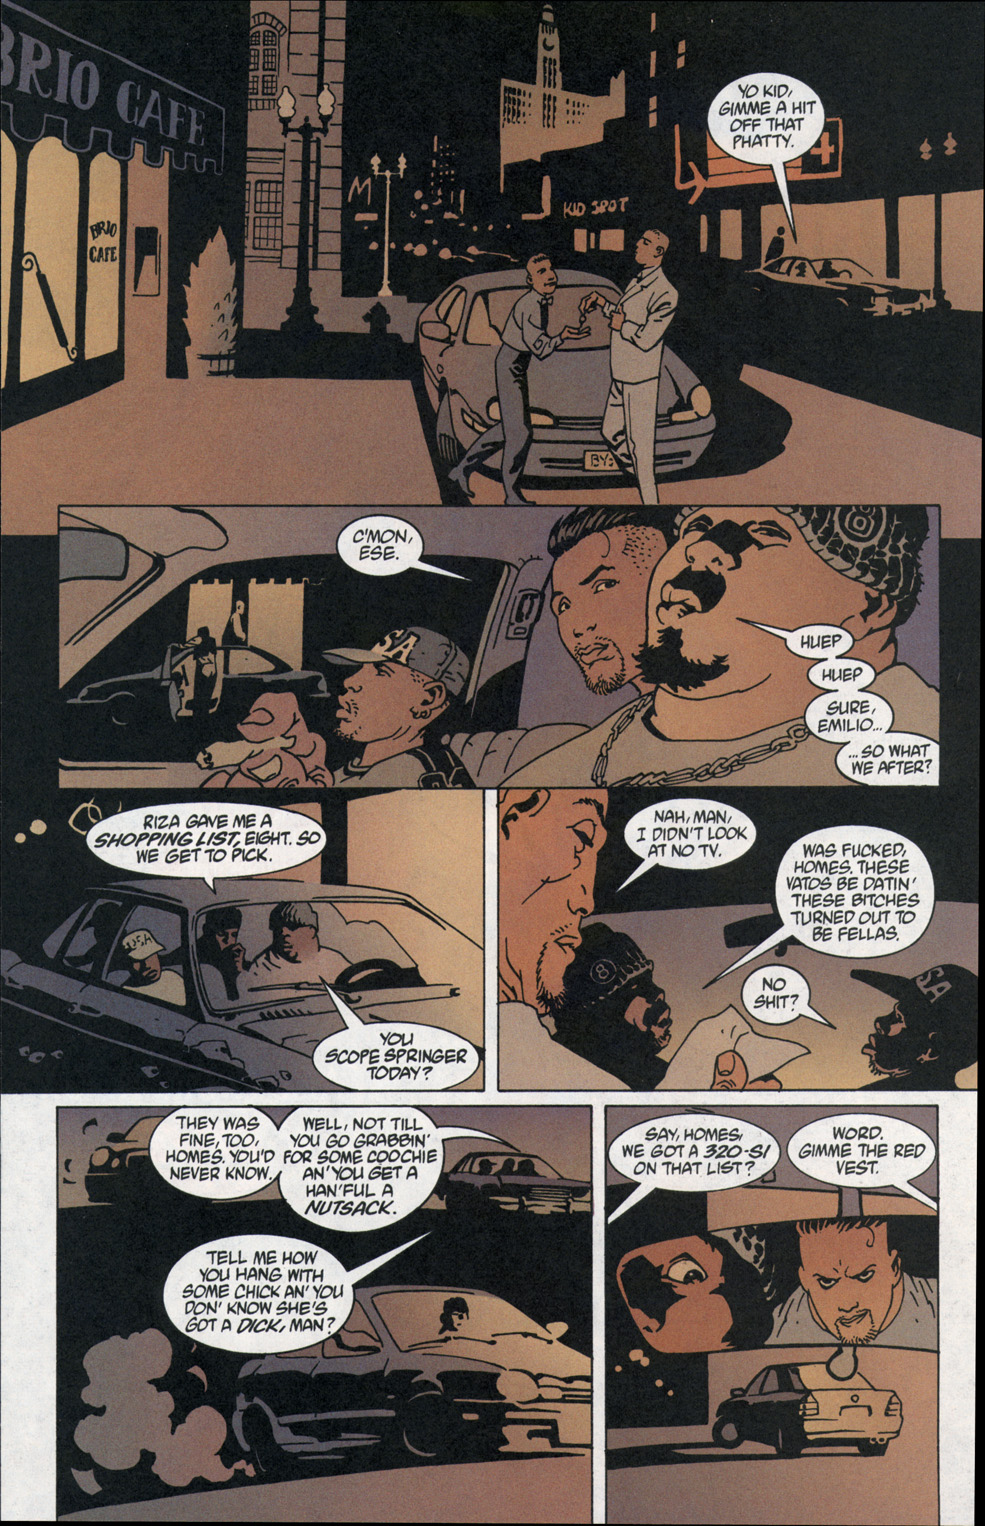 BRIO CAFE
BRIO
CAFE
M
KID SPOT
4
YO KID,
GIMME A HIT
OFF THAT
PHATTY.
C'MON,
ESE.
SA
8
HUEP
HUEP
SURE,
EMILIO...
...SO WHAT
WE AFTER?
RIZA GAVE ME A
SHOPPING LIST, EIGHT. SO
WE GET TO PICK.
USA
YOU
SCOPE SPRINGER
TODAY?
NAH, MAN,
I DIDN'T LOOK
AT NO TV.
WAS FUCKED,
HOMES. THESE
VATOS BE DATIN'
THESE BITCHES
TURNED OUT TO
BE FELLAS.
8
NO
SHIT?
SA
THEY WAS
FINE, TOO,
HOMES. YOU'D
NEVER KNOW.
WELL, NOT TILL
YOU GO GRABBIN'
FOR SOME COOCHIE
AN' YOU GET A
HAN'FUL A
NUTSACK.
TELL ME HOW
YOU HANG WITH
SOME CHICK AN' YOU
DON' KNOW SHE'S
GOT A DICK, MAN?
SAY, HOMES,
WE GOT A 320-SI
ON THAT LIST?
WORD.
GIMME THE RED
VEST.